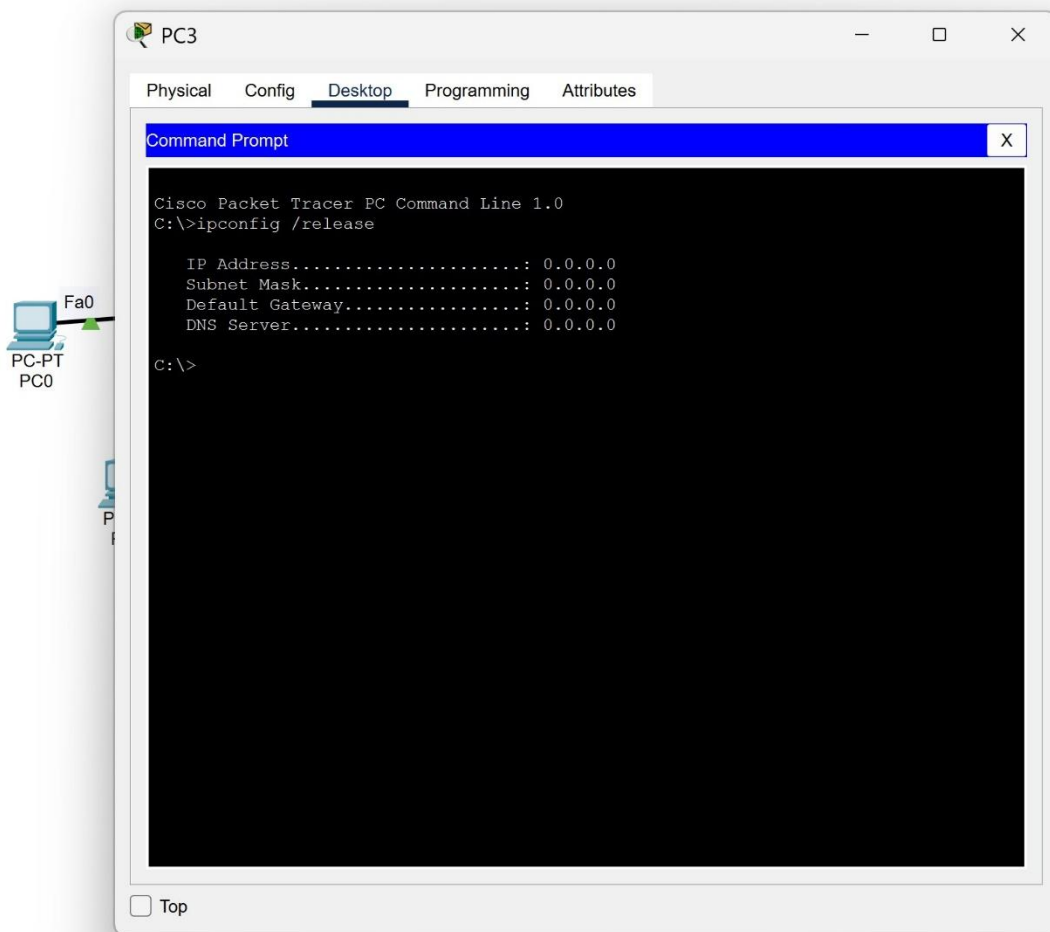 PC3
Physical Config Desktop Programming Attributes
Command Prompt
X
Cisco Packet Tracer PC Command Line 1.0
C:\>ipconfig /release
IP Address......................: 0.0.0.0
Subnet Mask.....................: 0.0.0.0
Default Gateway.................: 0.0.0.0
DNS Server......................: 0.0.0.0
C:\>
Fa0
PC-PT
PC0
Top